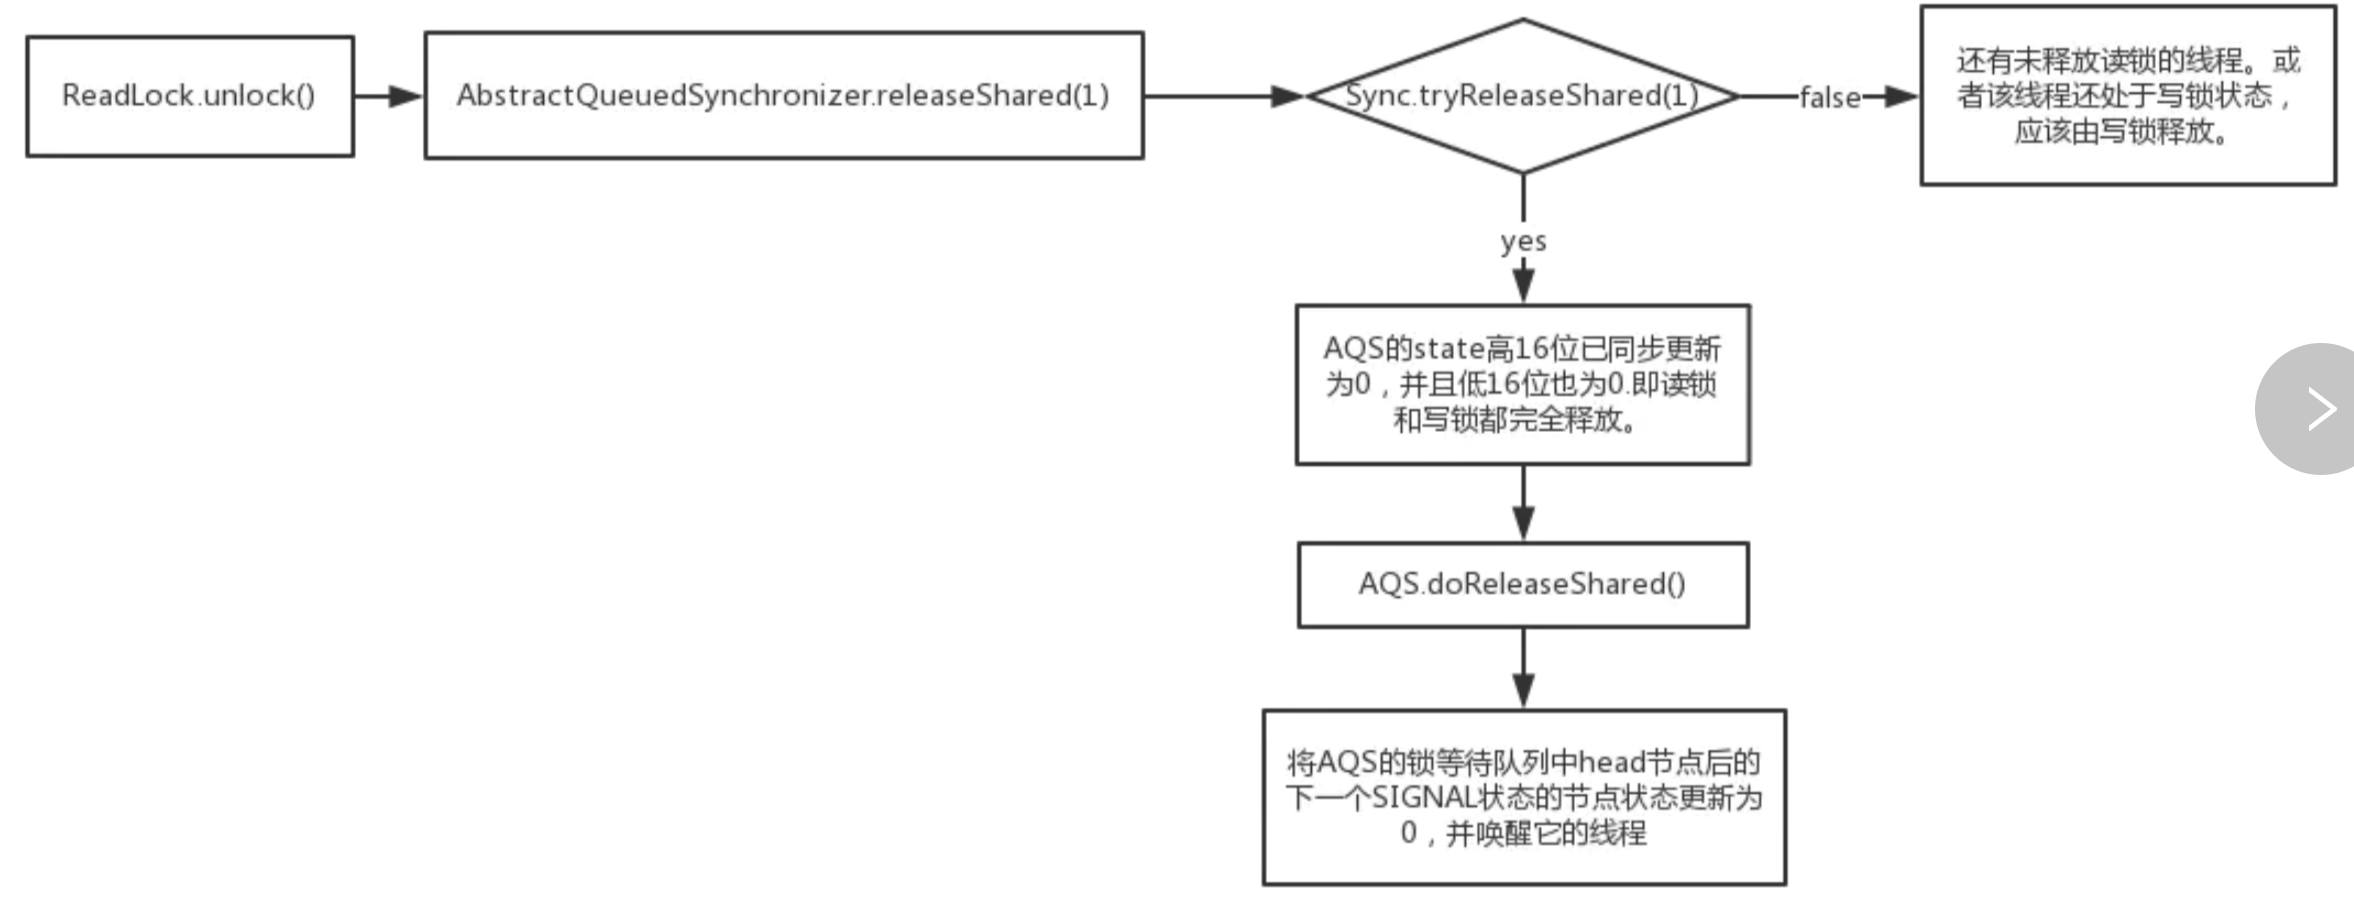 ReadLock.unlock()
AbstractQueuedSynchronizer.releaseShared(1)
Sync.tryReleaseShared(1)
false
还有未释放读锁的线程。或
者该线程还处于写锁状态，
应该由写锁释放。
yes
AQS的state高16位已同步更新
为0，并且低16位也为0.即读锁
和写锁都完全释放。
AQS.doReleaseShared()
将AQS的锁等待队列中head节点后的
下一个SIGNAL状态的节点状态更新为
0，并唤醒它的线程